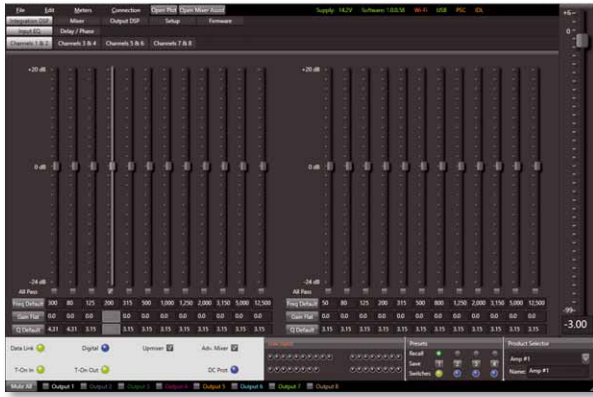 File Edit Meters Connection Open Plot Open Mixer Assist Supply: 14.2V Software: 1.0.0.58 Wi-Fi USB PSC IDL
Integration DSP Mixer Output DSP Setup Firmware
Input EQ Delay / Phase
Channels 1 & 2 Channels 3 & 4 Channels 5 & 6 Channels 7 & 8
+6
0
+20 dB +20 dB
0 dB 0 dB
-24 dB -24 dB
All Pass All Pass
Freq Default 300 80 125 200 315 500 1,000 1,250 2,000 3,150 5,000 12,500 Freq Default 50 80 125 200 315 800 500 1,250 2,000 3,150 5,000 12,500
Gain Flat 0.0 0.0 0.0 0.0 0.0 0.0 0.0 0.0 0.0 0.0 0.0 Gain Flat 0.0 0.0 0.0 0.0 0.0 0.0 0.0 0.0 0.0 0.0 0.0 0.0
-99
Q Default 4.31 4.31 3.15 3.15 3.15 3.15 3.15 3.15 3.15 3.15 3.15 Q Default 3.15 3.15 3.15 3.15 3.15 3.15 3.15 3.15 3.15 3.15 3.15 3.15
-3.00
Data Link Digital Upmixer Adv. Mixer
Presets
Recall
Save 1 2 3 4
Switches
Product Selector
Amp #1
Name: Amp #1
T-On In T-On Out DC Prot
Mute All Output 1 Output 2 Output 3 Output 4 Output 5 Output 6 Output 7 Output 8